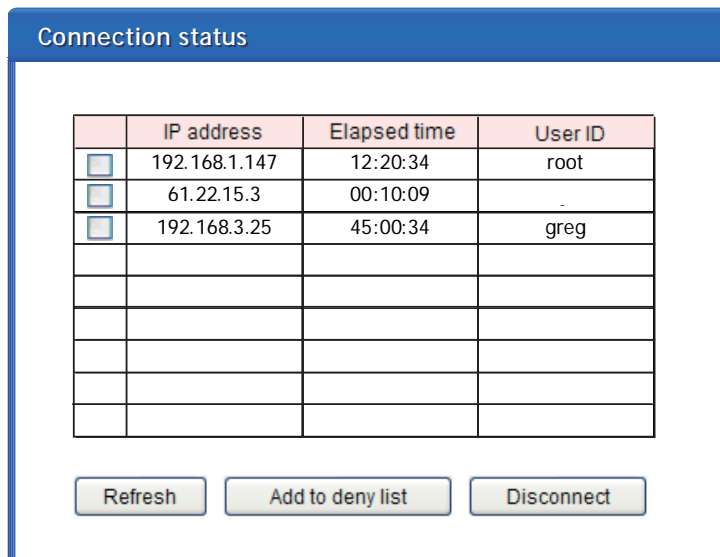 Connection status
IP address Elapsed time User ID
192.168.1.147 12:20:34 root
61.22.15.3 00:10:09 -
192.168.3.25 45:00:34 greg
Refresh Add to deny list Disconnect